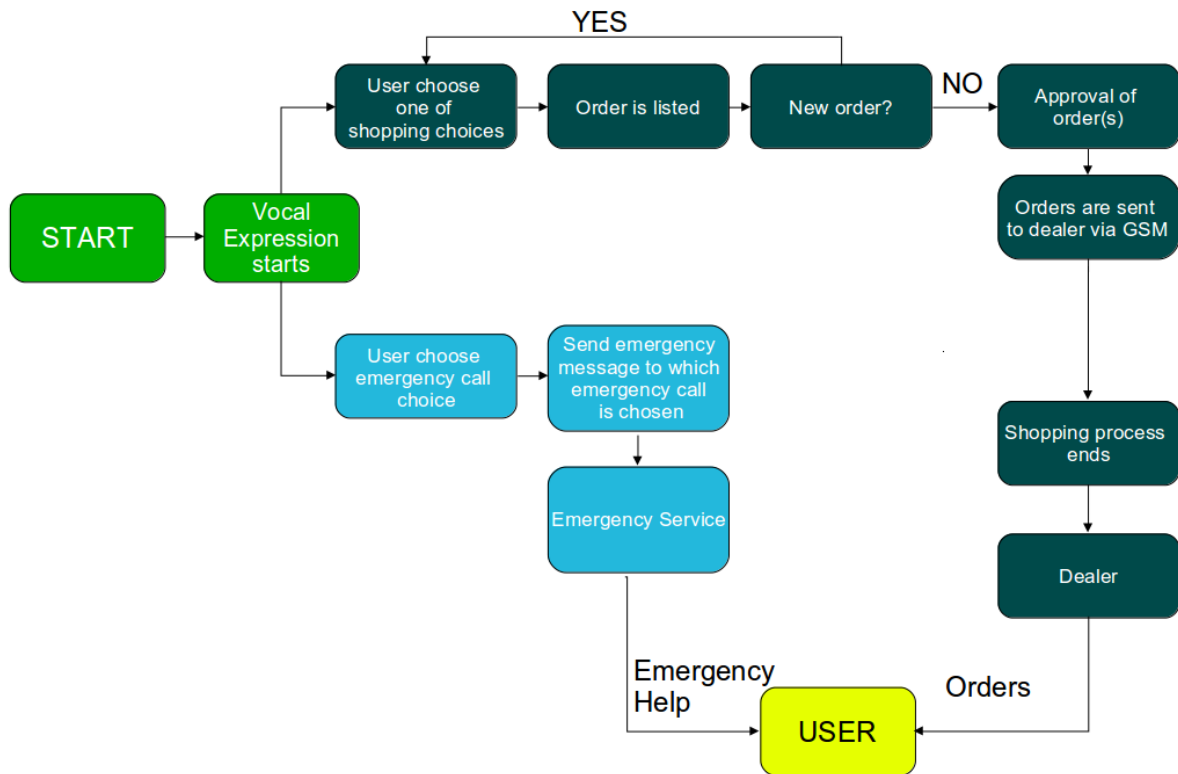 YES
User choose
one of
shopping choices
Order is listed
New order?
NO
Approval of
order(s)
START
Vocal
Expression
starts
Orders are sent
to dealer via GSM
User choose
emergency call
choice
Send emergency
message to which
emergency call
is chosen
Shopping process
ends
Emergency Service
Dealer
Emergency
Help
USER
Orders